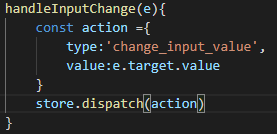 handleInputChange(e){
    const action ={
        type:'change_input_value',
        value:e.target.value
    }
    store.dispatch(action)
}